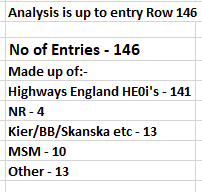 Analysis is up to entry Row 146
No of Entries - 146
Made up of:-
Highways England HE0i's - 141
NR - 4
Kier/BB/Skanska etc - 13
MSM - 10
Other - 13